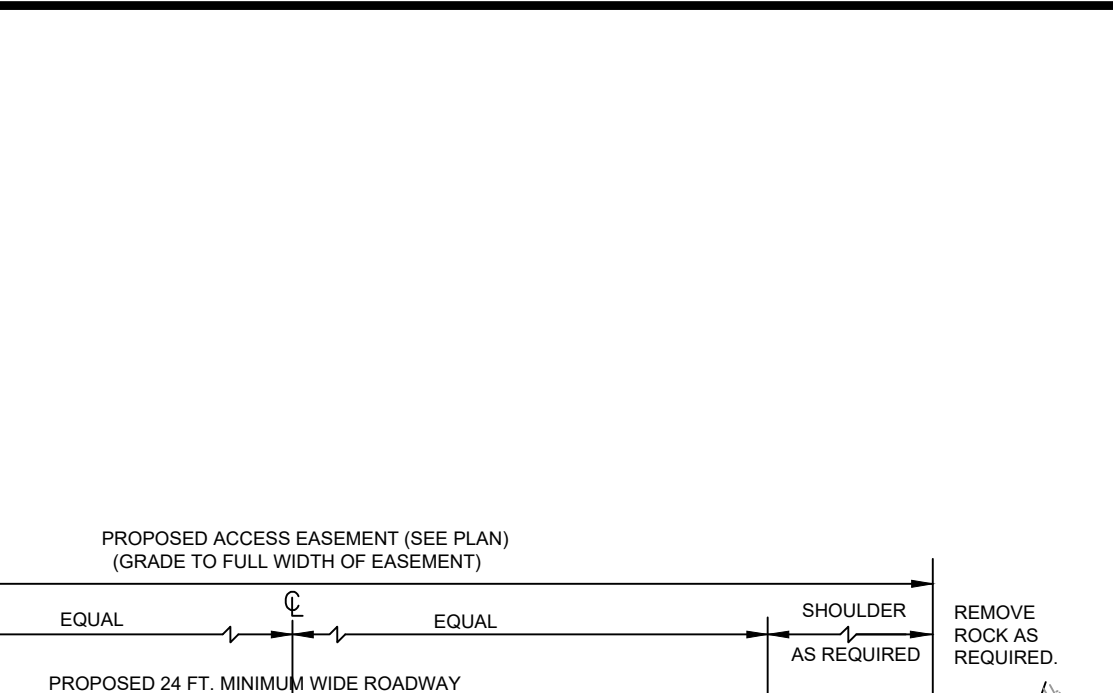 PROPOSED ACCESS EASEMENT (SEE PLAN)
(GRADE TO FULL WIDTH OF EASEMENT)
℄
EQUAL
EQUAL
SHOULDER
AS REQUIRED
REMOVE
ROCK AS
REQUIRED.
PROPOSED 24 FT. MINIMUM WIDE ROADWAY